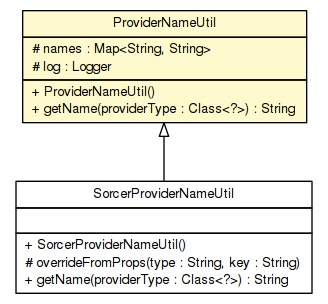 ProviderNameUtil
# names : Map<String, String>
# log : Logger
+ ProviderNameUtil()
+ getName(providerType : Class<?>) : String
SorcerProviderNameUtil
+ SorcerProviderNameUtil()
# overrideFromProps(type : String, key : String)
+ getName(providerType : Class<?>) : String